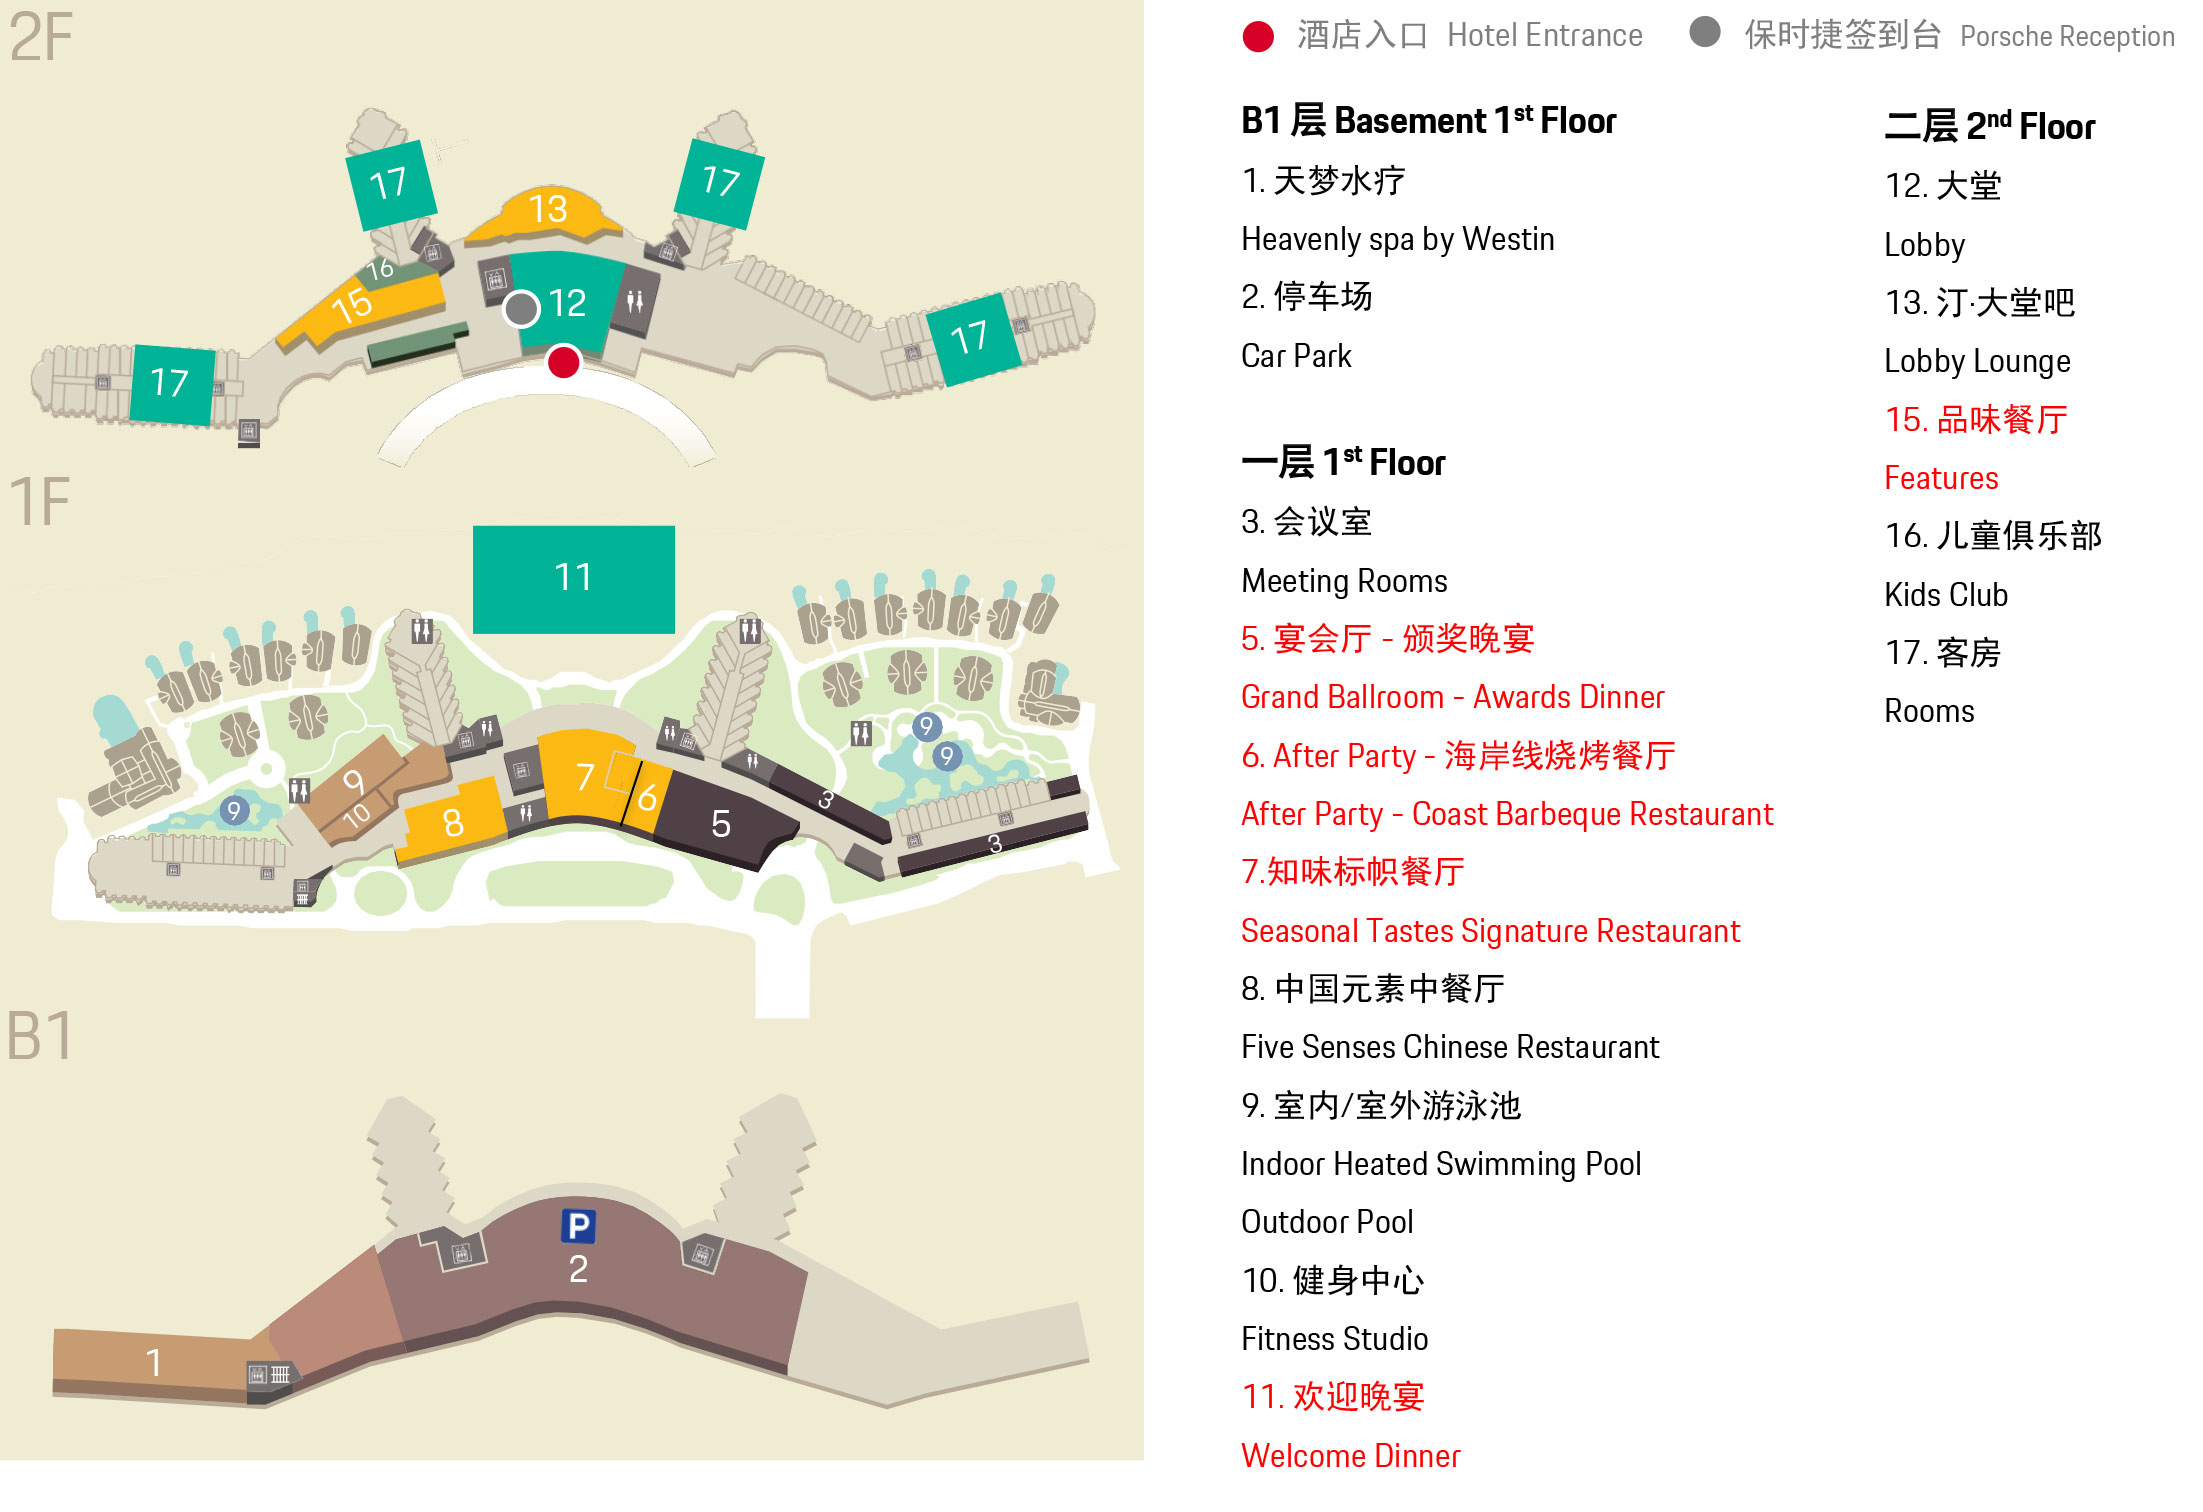 2F
17
17
13
16
15
12
17
17
1F
11
9
9
9
10
9
8
7
6
5
3
3
B1
P
2
1
酒店入口 Hotel Entrance
保时捷签到台 Porsche Reception
B1 层 Basement 1st Floor
1. 天梦水疗
Heavenly spa by Westin
2. 停车场
Car Park
一层 1st Floor
3. 会议室
Meeting Rooms
5. 宴会厅 - 颁奖晚宴
Grand Ballroom - Awards Dinner
6. After Party - 海岸线烧烤餐厅
After Party - Coast Barbeque Restaurant
7.知味标帜餐厅
Seasonal Tastes Signature Restaurant
8. 中国元素中餐厅
Five Senses Chinese Restaurant
9. 室内/室外游泳池
Indoor Heated Swimming Pool
Outdoor Pool
10. 健身中心
Fitness Studio
11. 欢迎晚宴
Welcome Dinner
二层 2nd Floor
12. 大堂
Lobby
13. 汀·大堂吧
Lobby Lounge
15. 品味餐厅
Features
16. 儿童俱乐部
Kids Club
17. 客房
Rooms